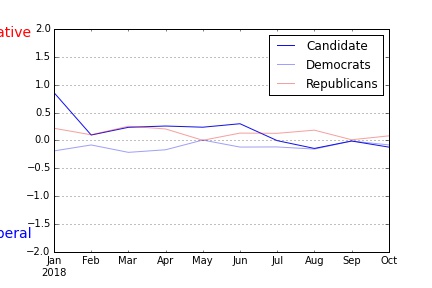 ative
beral
2.0
1.5
1.0
0.5
0.0
−0.5
−1.0
−1.5
−2.0
Jan Feb Mar Apr May Jun Jul Aug Sep Oct
2018
Candidate
Democrats
Republicans